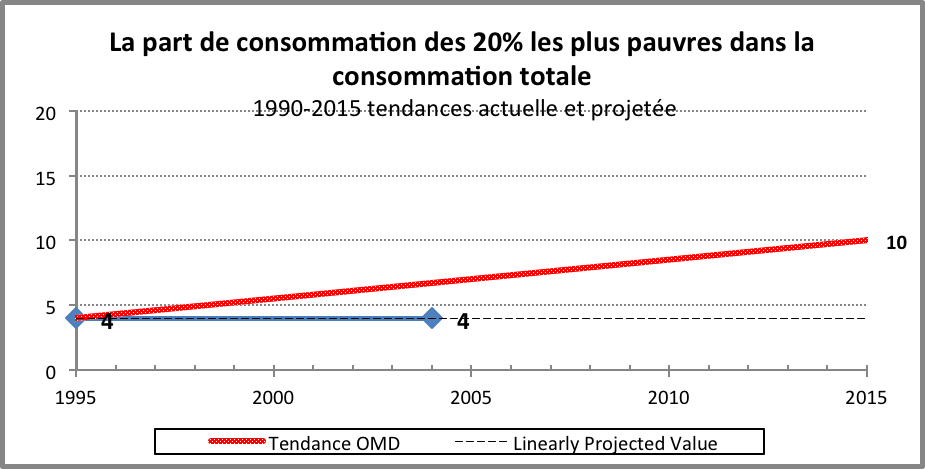 La part de consommation des 20% les plus pauvres dans la
consommation totale
1990-2015 tendances actuelle et projetée
20
15
10
5
0
4
4
10
1995 2000 2005 2010 2015
Tendance OMD Linearly Projected Value